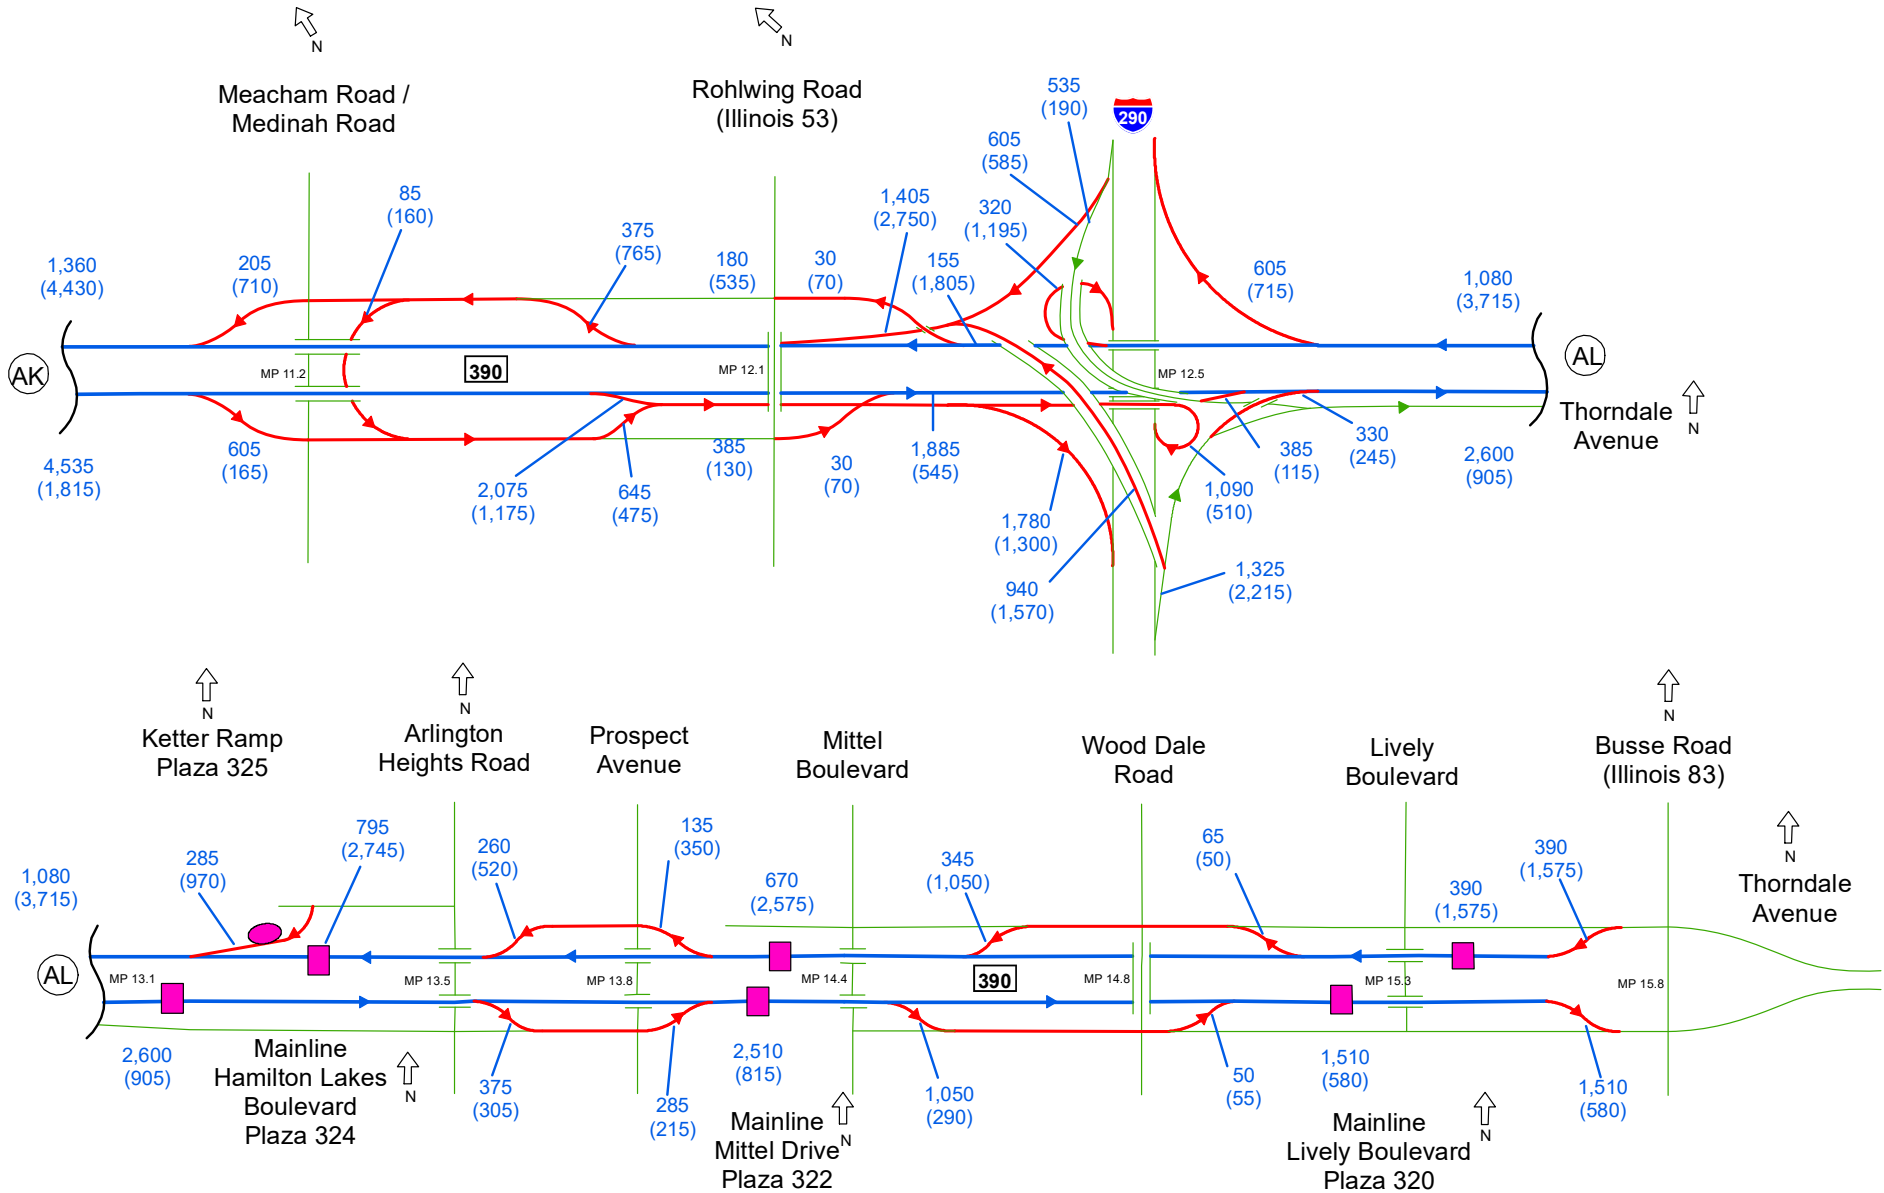 N
N
Meacham Road /
Medinah Road
Rohlwing Road
(Illinois 53)
535
(190)
290
605
(585)
85
(160)
1,405
(2,750)
320
(1,195)
375
(765)
1,360
(4,430)
205
(710)
180
(535)
30
(70)
155
(1,805)
605
(715)
1,080
(3,715)
AK
MP 11.2
390
MP 12.1
MP 12.5
AL
Thorndale
Avenue
N
4,535
(1,815)
605
(165)
2,075
(1,175)
645
(475)
385
(130)
30
(70)
1,885
(545)
1,780
(1,300)
940
(1,570)
1,090
(510)
385
(115)
330
(245)
2,600
(905)
1,325
(2,215)
N
N
N
Ketter Ramp
Plaza 325
Arlington
Heights Road
Prospect
Avenue
Mittel
Boulevard
Wood Dale
Road
Lively
Boulevard
Busse Road
(Illinois 83)
N
Thorndale
Avenue
1,080
(3,715)
285
(970)
795
(2,745)
260
(520)
135
(350)
670
(2,575)
345
(1,050)
65
(50)
390
(1,575)
390
(1,575)
AL
MP 13.1
MP 13.5
MP 13.8
MP 14.4
390
MP 14.8
MP 15.3
MP 15.8
2,600
(905)
Mainline
Hamilton Lakes
Boulevard
Plaza 324
N
375
(305)
285
(215)
2,510
(815)
Mainline
Mittel Drive
Plaza 322
N
1,050
(290)
50
(55)
1,510
(580)
Mainline
Lively Boulevard
Plaza 320
N
1,510
(580)